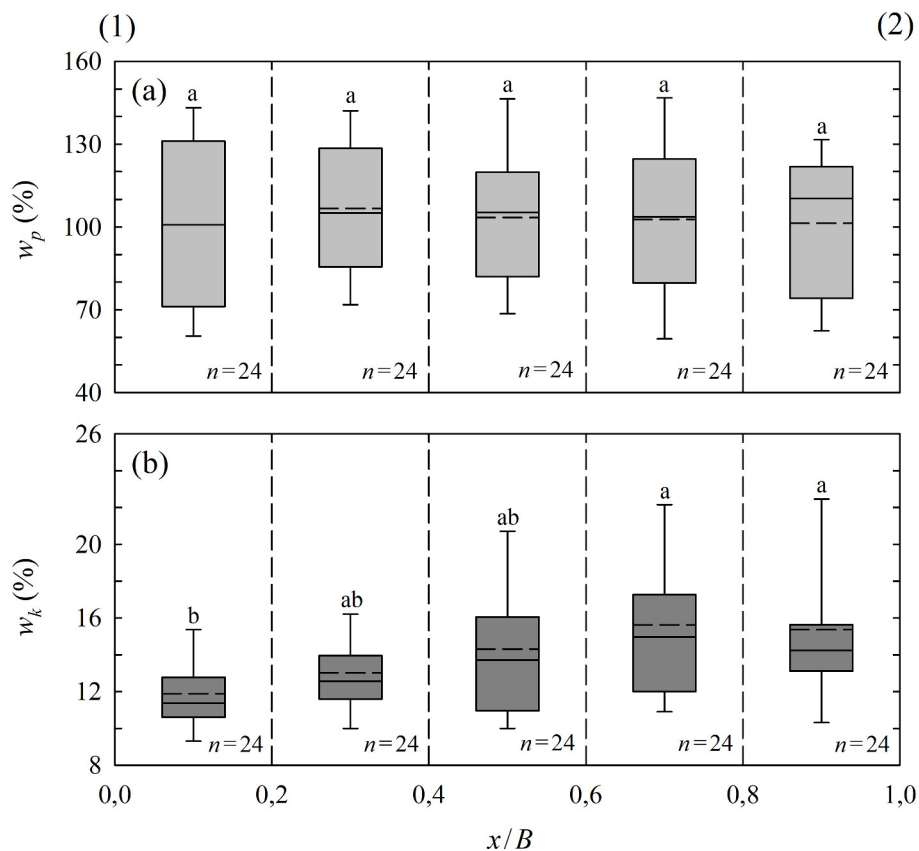 (1) (2)
160
130
100
70
40
w_p (%)
(a)
a a a a a
n=24 n=24 n=24 n=24 n=24
26
20
16
12
8
w_k (%)
(b)
b ab ab a a
n=24 n=24 n=24 n=24 n=24
0,0 0,2 0,4 0,6 0,8 1,0
x/B